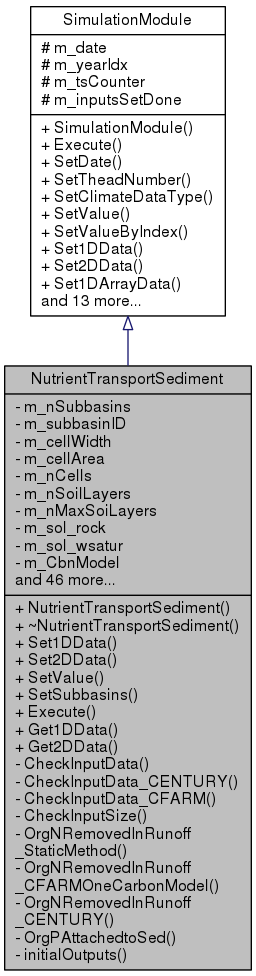 SimulationModule
# m_date
# m_yearIdx
# m_tsCounter
# m_inputsSetDone
+ SimulationModule()
+ Execute()
+ SetDate()
+ SetTheadNumber()
+ SetClimateDataType()
+ SetValue()
+ SetValueByIndex()
+ Set1DData()
+ Set2DData()
+ Set1DArrayData()
and 13 more...
NutrientTransportSediment
- m_nSubbasins
- m_subbasinID
- m_cellWidth
- m_cellArea
- m_nCells
- m_nSoilLayers
- m_nMaxSoiLayers
- m_sol_rock
- m_sol_wsatur
- m_CbnModel
and 46 more...
+ NutrientTransportSediment()
+ ~NutrientTransportSediment()
+ Set1DData()
+ Set2DData()
+ SetValue()
+ SetSubbasins()
+ Execute()
+ Get1DData()
+ Get2DData()
- CheckInputData()
- CheckInputData_CENTURY()
- CheckInputData_CFARM()
- CheckInputSize()
- OrgNRemovedInRunoff
_StaticMethod()
- OrgNRemovedInRunoff
_CFARMOneCarbonModel()
- OrgNRemovedInRunoff
_CENTURY()
- OrgPAttachedtoSed()
- initialOutputs()